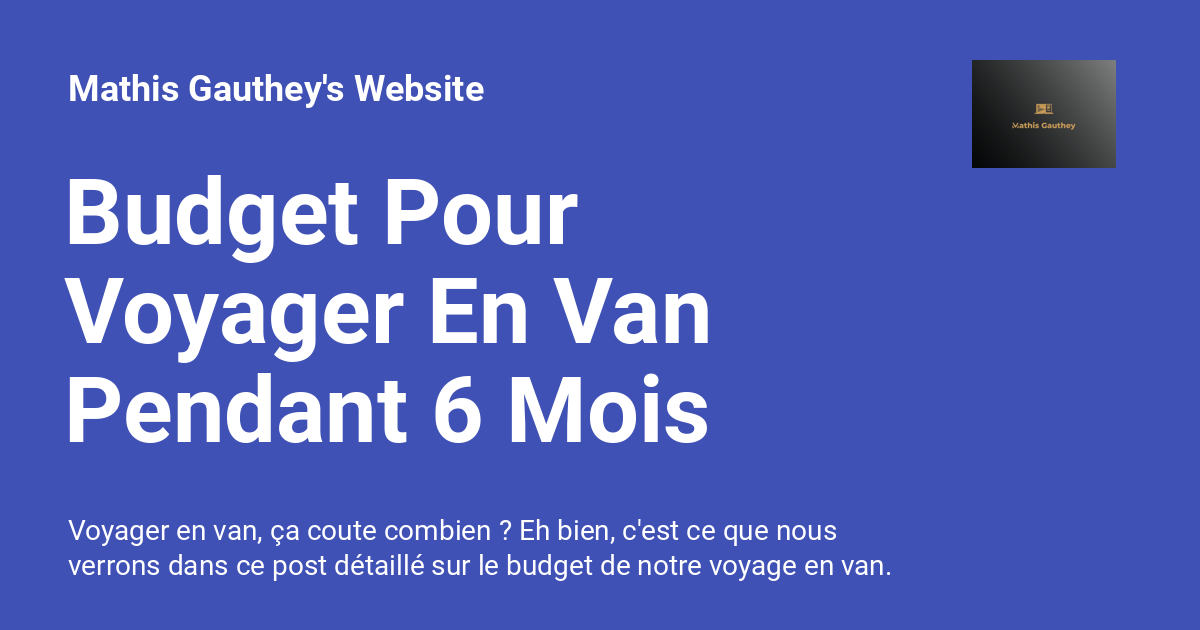 Mathis Gauthey's Website
Mathis Gauthey
Budget Pour
Voyager En Van
Pendant 6 Mois
Voyager en van, ça coute combien ? Eh bien, c'est ce que nous
verrons dans ce post détaillé sur le budget de notre voyage en van.